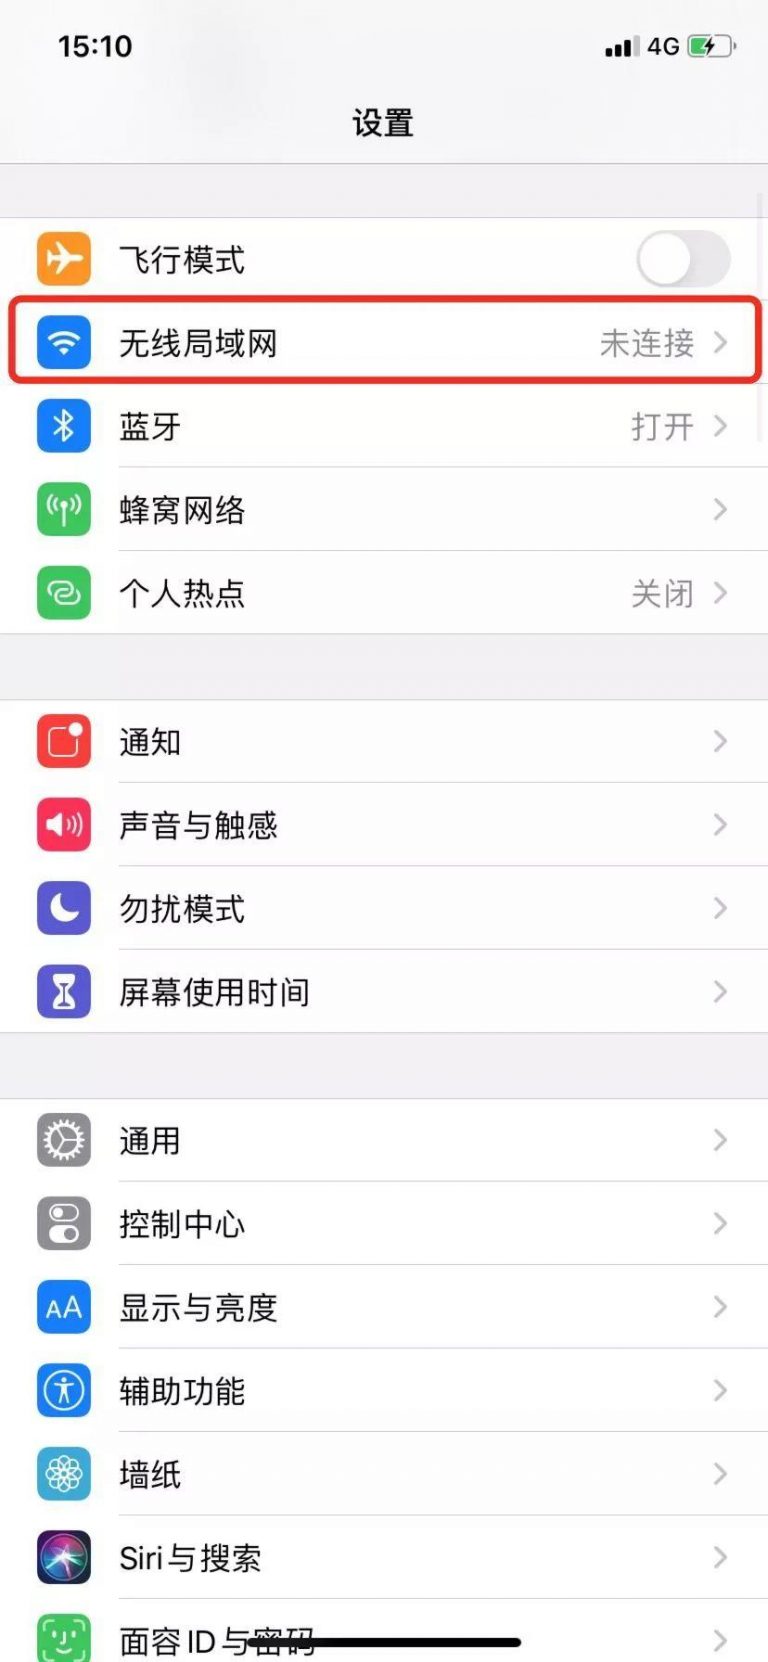 15:10 4G
设置
飞行模式
无线局域网 未连接
蓝牙 打开
蜂窝网络
个人热点 关闭
通知
声音与触感
勿扰模式
屏幕使用时间
通用
控制中心
AA 显示与亮度
辅助功能
墙纸
Siri与搜索
面容ID与密码